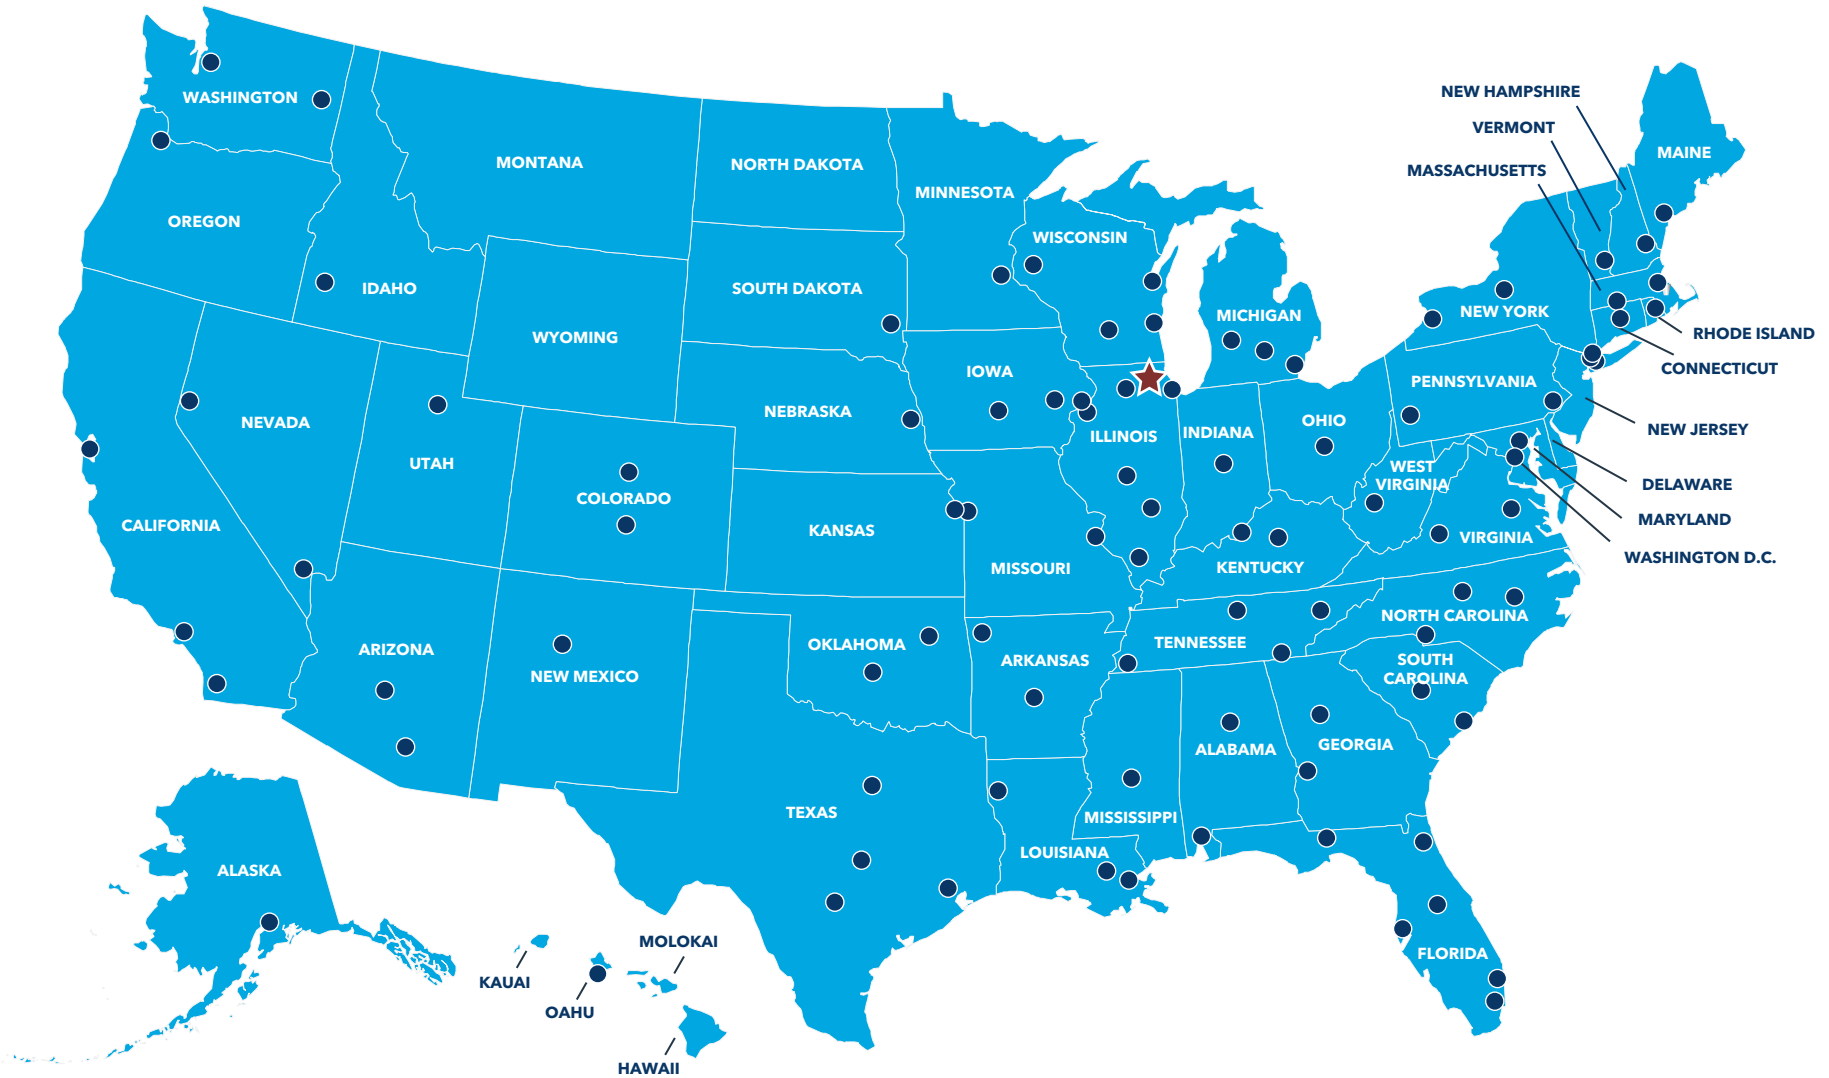 NEW HAMPSHIRE
WASHINGTON
VERMONT
MAINE
MONTANA
NORTH DAKOTA
MASSACHUSETTS
MINNESOTA
OREGON
WISCONSIN
IDAHO
SOUTH DAKOTA
MICHIGAN
NEW YORK
WYOMING
RHODE ISLAND
CONNECTICUT
IOWA
PENNSYLVANIA
NEBRASKA
NEVADA
OHIO
NEW JERSEY
ILLINOIS
INDIANA
UTAH
WEST
VIRGINIA
DELAWARE
COLORADO
MARYLAND
CALIFORNIA
KANSAS
VIRGINIA
WASHINGTON D.C.
MISSOURI
KENTUCKY
NORTH CAROLINA
ARIZONA
OKLAHOMA
TENNESSEE
ARKANSAS
SOUTH
CAROLINA
NEW MEXICO
ALABAMA
GEORGIA
TEXAS
MISSISSIPPI
LOUISIANA
ALASKA
MOLOKAI
FLORIDA
KAUAI
OAHU
HAWAII